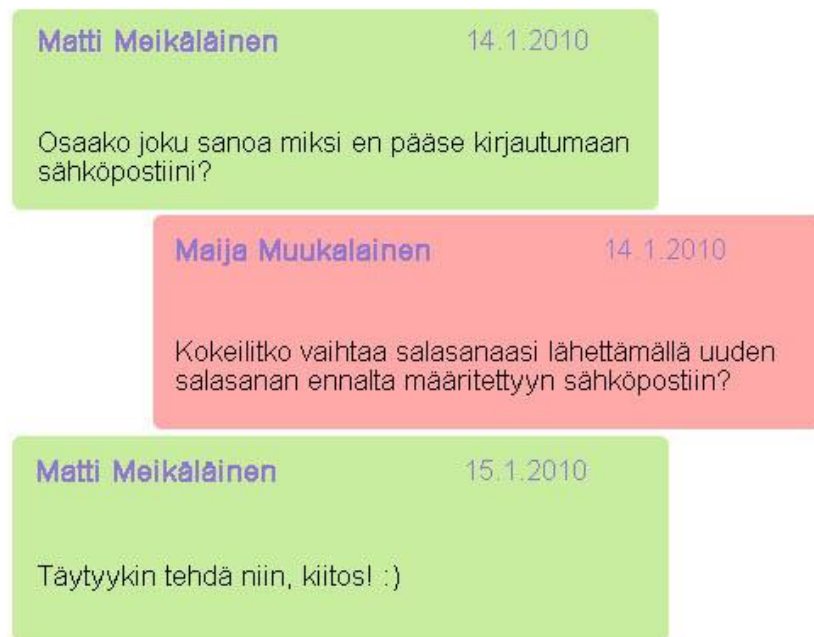 Matti Meikäläinen 14.1.2010
Osaako joku sanoa miksi en pääse kirjautumaan
sähköpostiini?
Maija Muukalainen 14.1.2010
Kokeilitko vaihtaa salasanaasi lähettämällä uuden
salasanan ennalta määritettyyn sähköpostiin?
Matti Meikäläinen 15.1.2010
Täytyykin tehdä niin, kiitos! :)